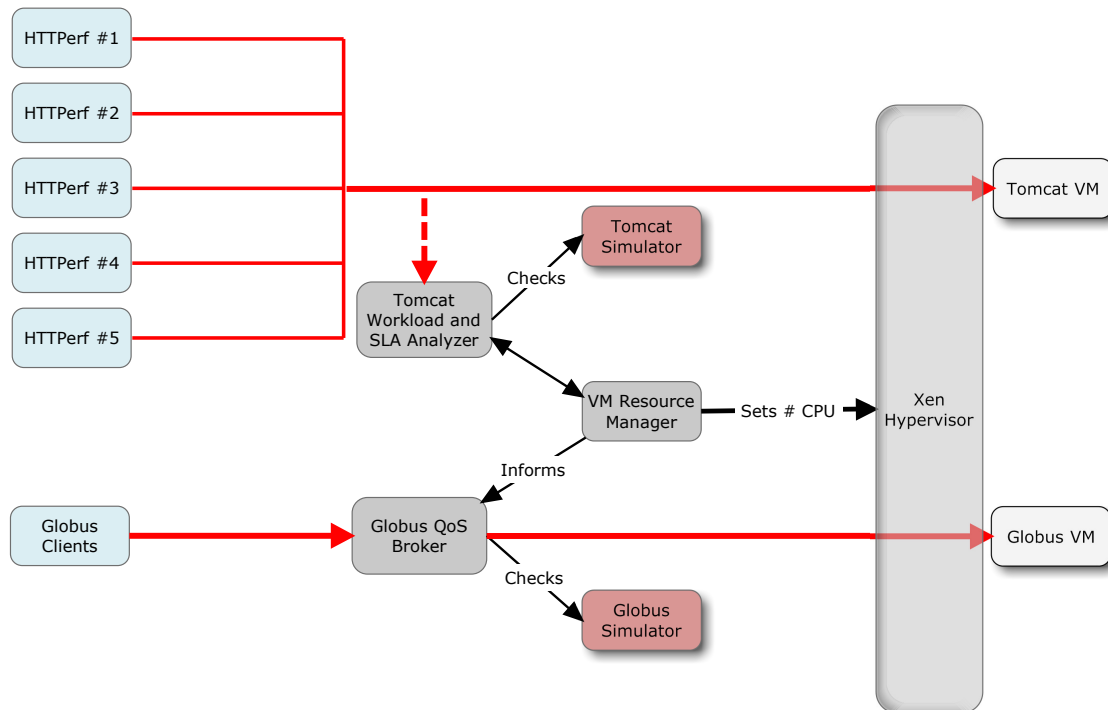 HTTPerf #1
HTTPerf #2
HTTPerf #3
HTTPerf #4
HTTPerf #5
Tomcat VM
Tomcat
Simulator
Checks
Tomcat
Workload and
SLA Analyzer
VM Resource
Manager
Sets # CPU
Xen
Hypervisor
Informs
Globus
Clients
Globus QoS
Broker
Globus VM
Checks
Globus
Simulator